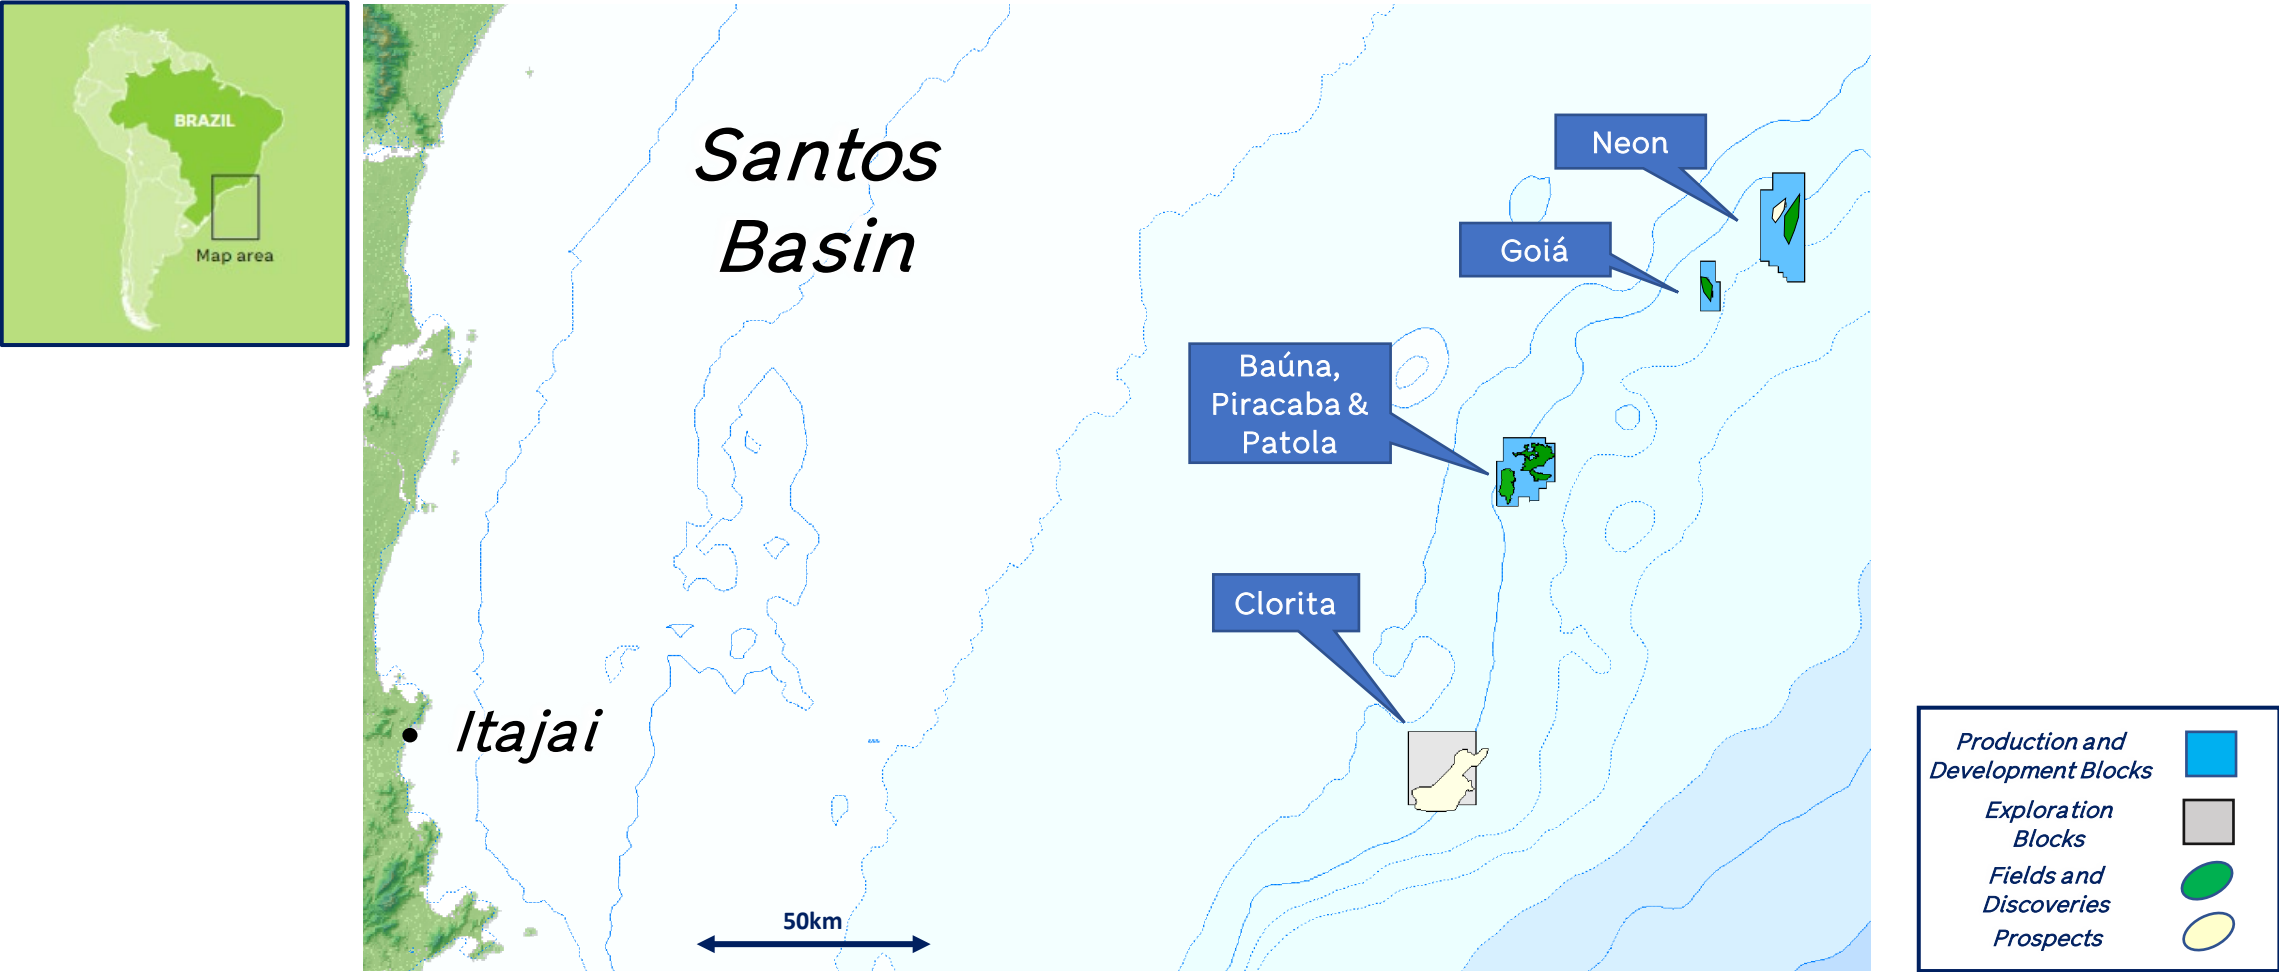 BRAZIL
Map area
Santos
Basin
Neon
Goiá
Baúna,
Piracaba &
Patola
Clorita
Itajai
50km
Production and
Development Blocks
Exploration
Blocks
Fields and
Discoveries
Prospects